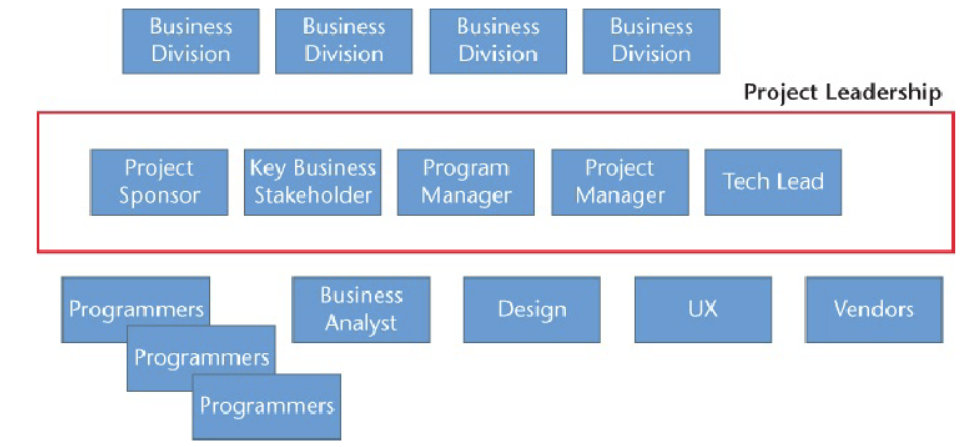 Business Business Business Business
Division Division Division Division
Project Leadership
Project Key Business Program Project Tech Lead
Sponsor Stakeholder Manager Manager
Programmers Business Design UX Vendors
Analyst
Programmers
Programmers